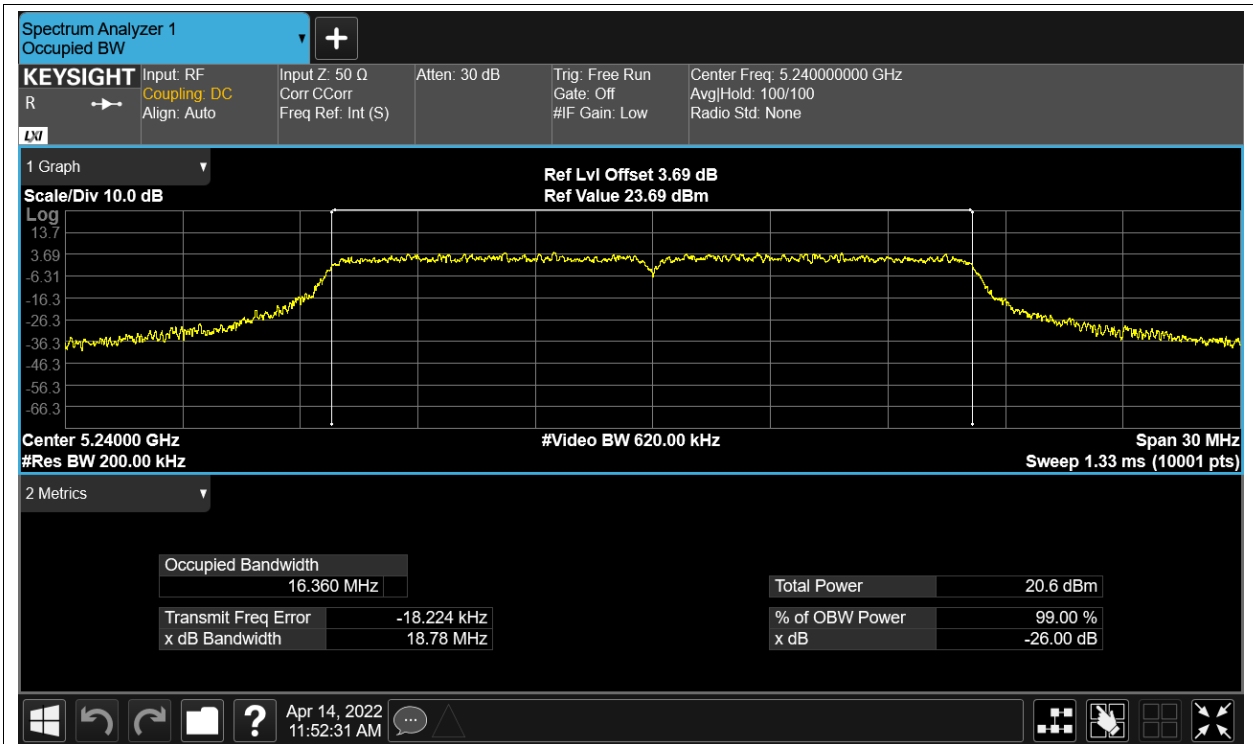 Spectrum Analyzer 1
Occupied BW
KEYSIGHT
R
LXI
Input: RF
Coupling: DC
Align: Auto
Input Z: 50 Ω
Corr CCorr
Freq Ref: Int (S)
Atten: 30 dB
Trig: Free Run
Gate: Off
#IF Gain: Low
Center Freq: 5.240000000 GHz
Avg|Hold: 100/100
Radio Std: None
1 Graph
Scale/Div 10.0 dB
Ref Lvl Offset 3.69 dB
Ref Value 23.69 dBm
Log
13.7
3.69
-6.31
-16.3
-26.3
-36.3
-46.3
-56.3
-66.3
Center 5.24000 GHz
#Video BW 620.00 kHz
Span 30 MHz
#Res BW 200.00 kHz
Sweep 1.33 ms (10001 pts)
2 Metrics
Occupied Bandwidth
16.360 MHz
Total Power 20.6 dBm
Transmit Freq Error -18.224 kHz
% of OBW Power 99.00 %
x dB Bandwidth 18.78 MHz
x dB -26.00 dB
?
Apr 14, 2022
11:52:31 AM